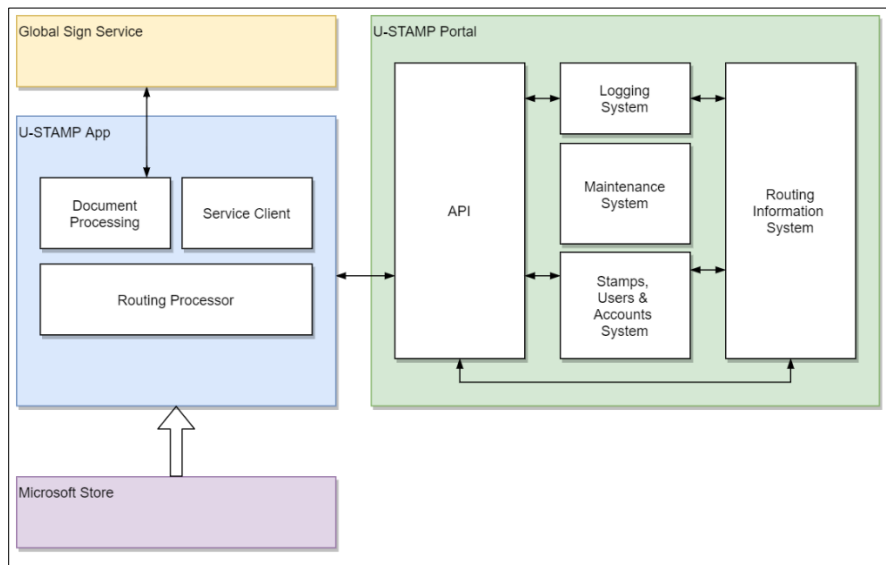 Global Sign Service
U-STAMP App
Document
Processing
Service Client
Routing Processor
Microsoft Store
U-STAMP Portal
API
Logging
System
Maintenance
System
Stamps,
Users &
Accounts
System
Routing
Information
System